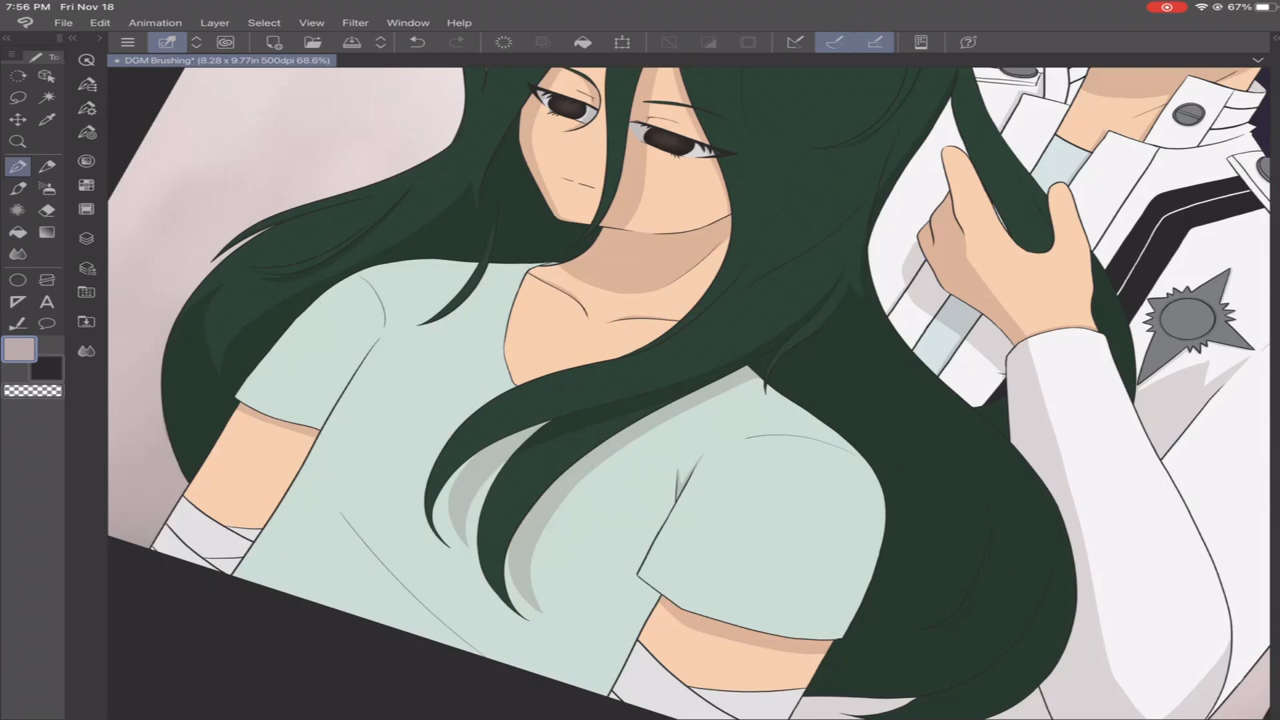 7:56 PM Fri Nov 18
67%
File Edit Animation Layer Select View Filter Window Help
To
DGM Brushing* (8.28 x 9.77in 500dpi 68.6%)
A